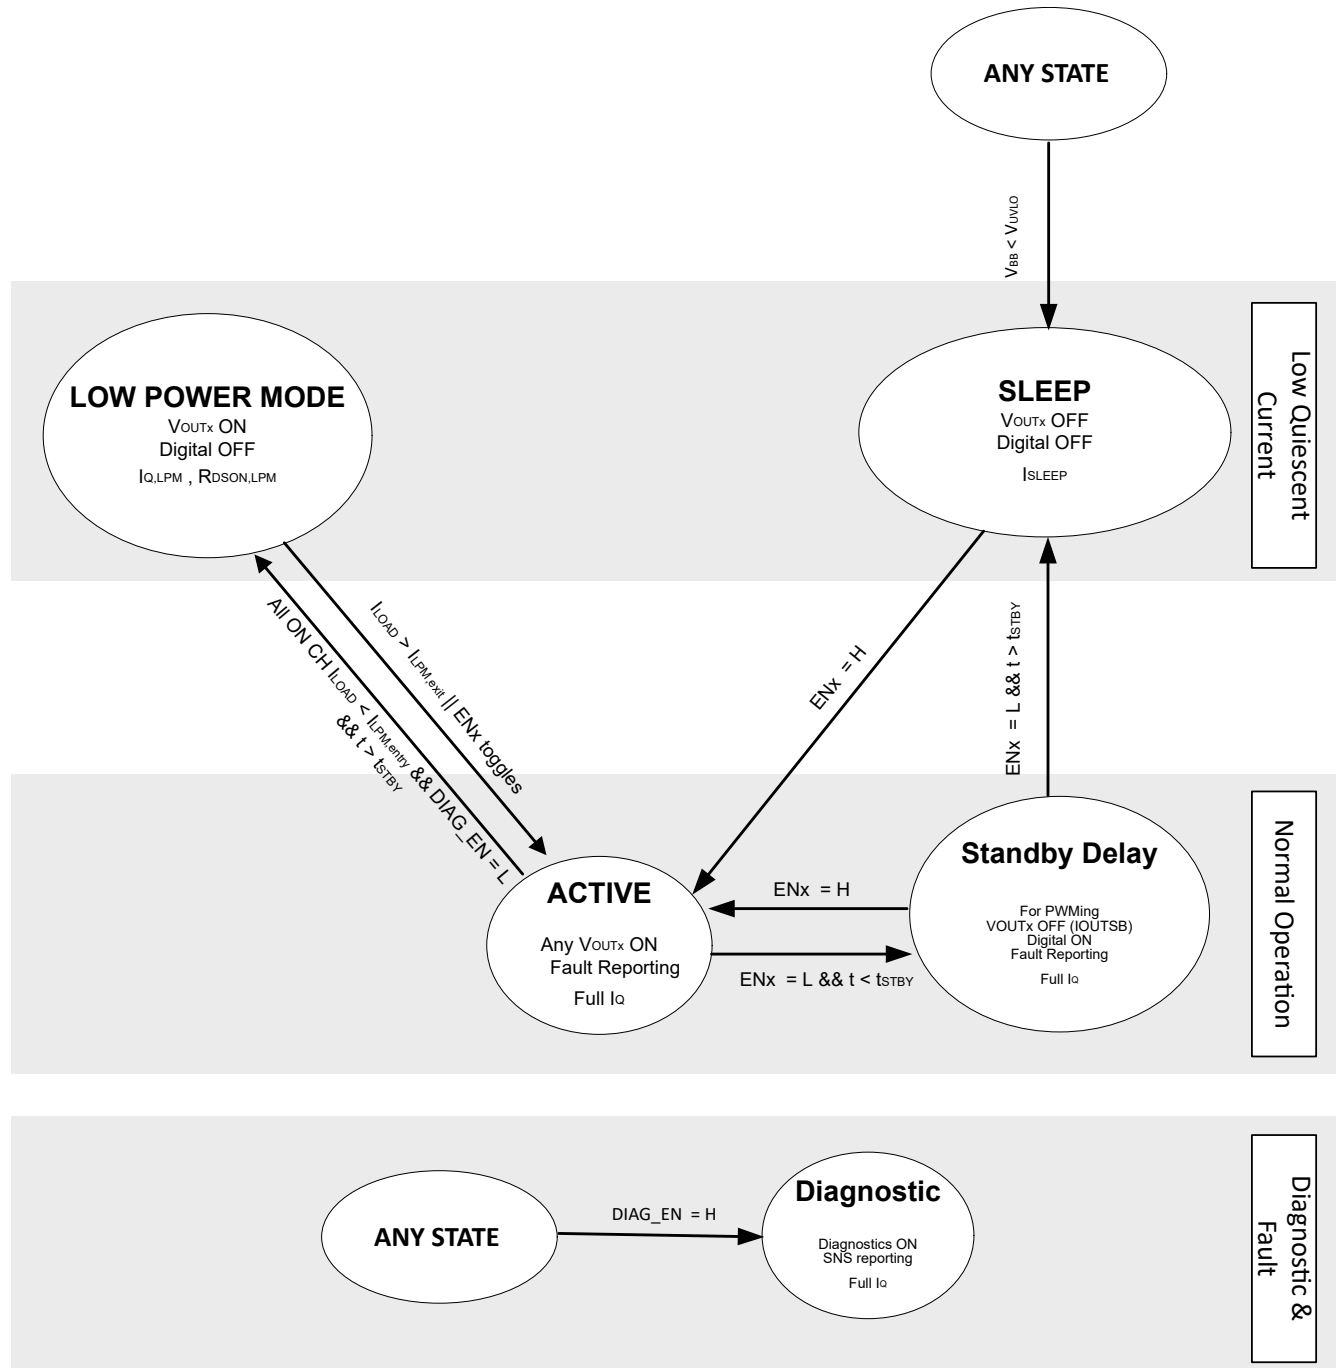 ANY STATE
VBB < VUVLO
LOW POWER MODE
VOUTx ON
Digital OFF
IQ,LPM , RDSON,LPM
SLEEP
VOUTx OFF
Digital OFF
ISLEEP
Low Quiescent
Current
ILOAD > ILPM,exit || ENx toggles
All ON CH ILOAD < ILPM,entry && DIAG_EN = L
&& t > tSTBY
ENx = H
ENx = L && t > tSTBY
ACTIVE
Any VOUTx ON
Fault Reporting
Full IQ
ENx = H
ENx = L && t < tSTBY
Standby Delay
For PWMing
VOUTx OFF (IOUTSB)
Digital ON
Fault Reporting
Full IQ
Normal Operation
ANY STATE
DIAG_EN = H
Diagnostic
Diagnostics ON
SNS reporting
Full IQ
Diagnostic &
Fault